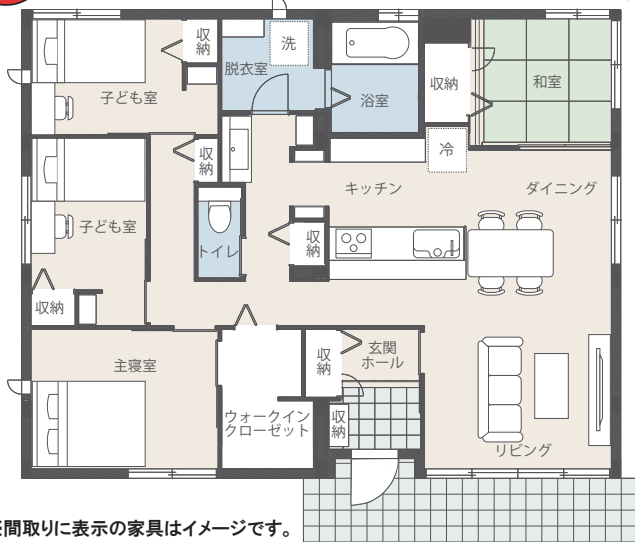 収納
洗
脱衣室
子ども室
浴室
収納
和室
冷
収納
キッチン
ダイニング
子ども室
トイレ
収納
収納
主寝室
収納
玄関
ホール
ウォークイン
クローゼット
収納
リビング
間取りに表示の家具はイメージです。